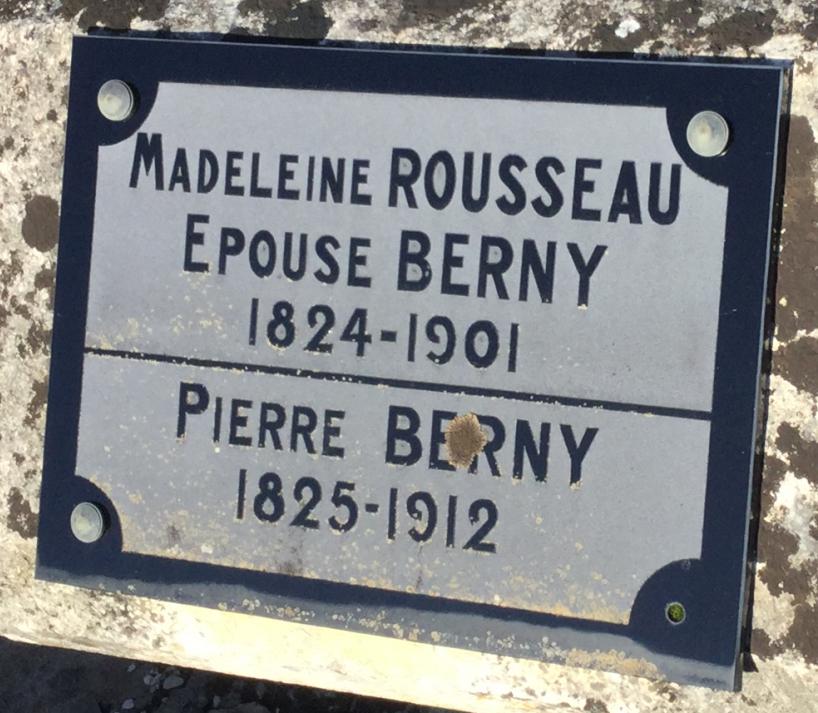 MADELEINE ROUSSEAU
EPOUSE BERNY
1824-1901
PIERRE BERNY
1825-1912